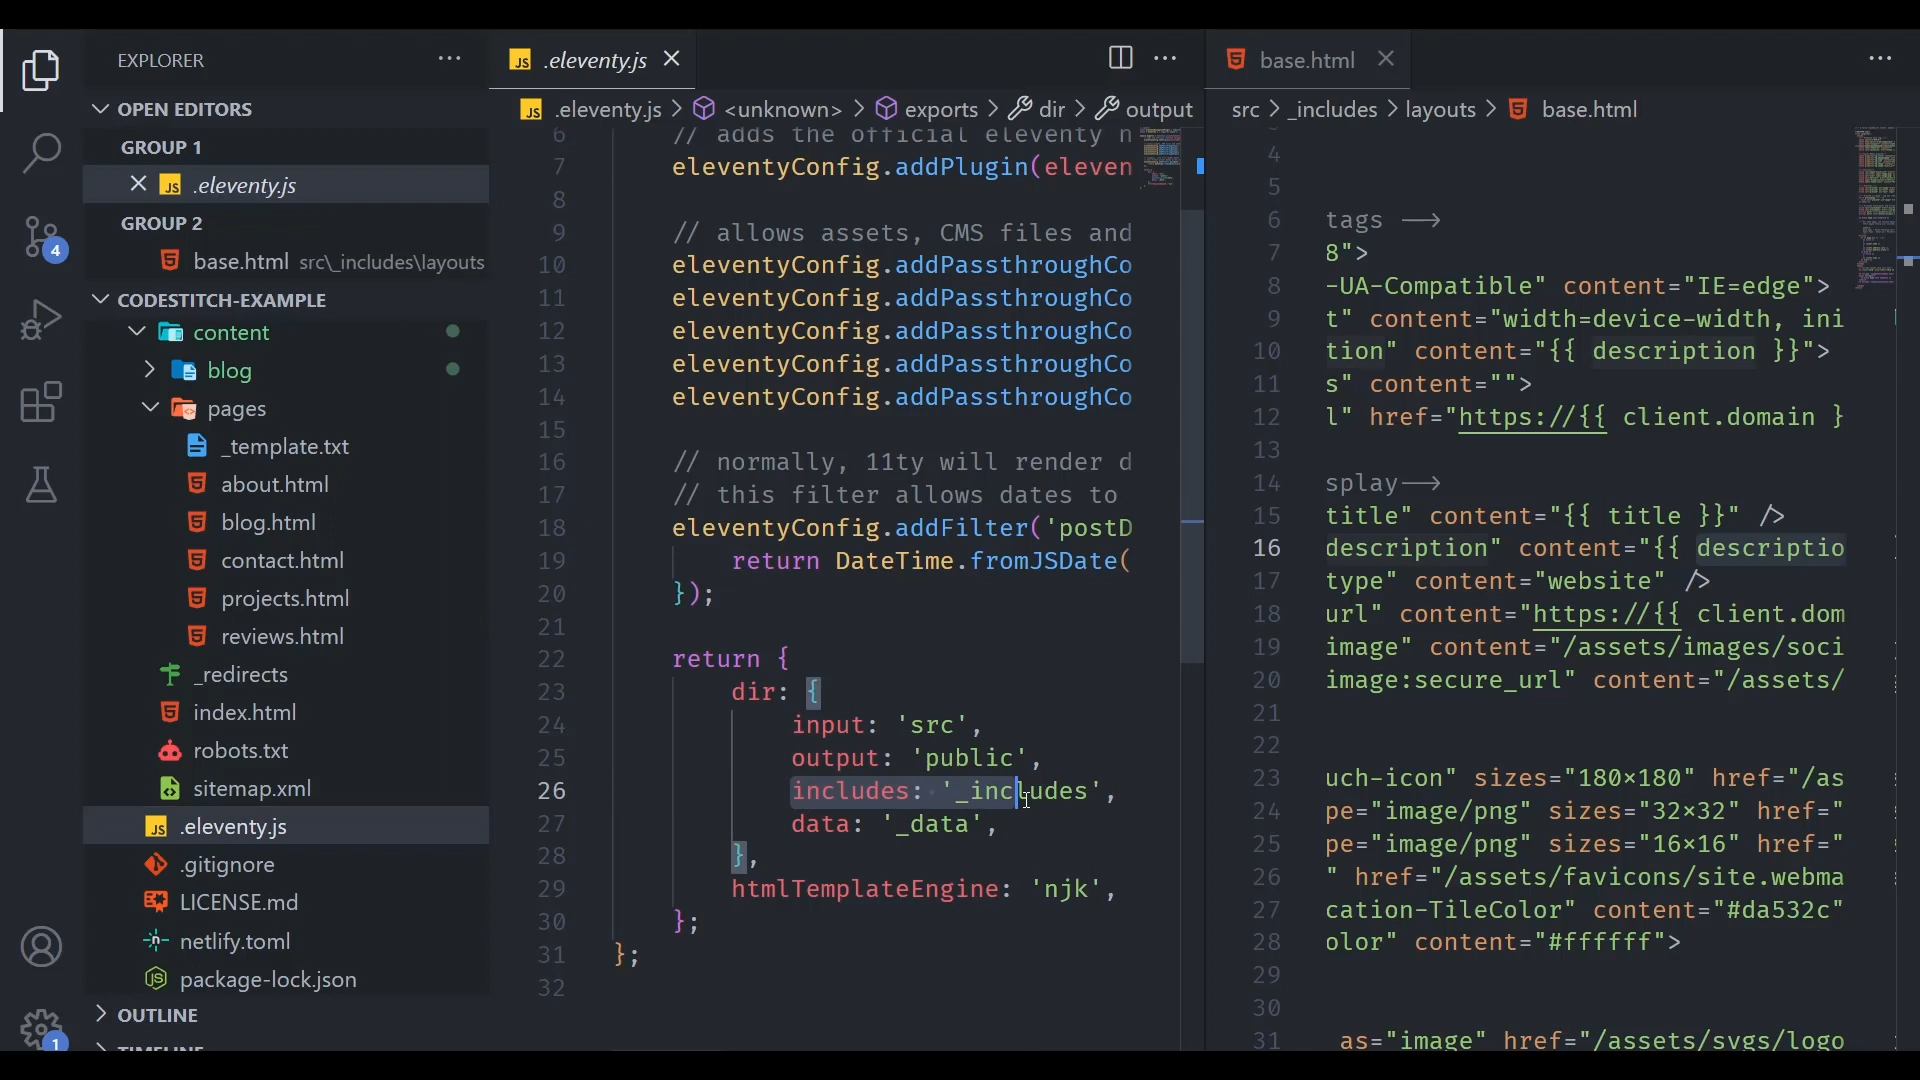 EXPLORER
OPEN EDITORS
GROUP 1
.eleventy.js
GROUP 2
base.html src\_includes\layouts
CODESTITCH-EXAMPLE
content
blog
pages
_template.txt
about.html
blog.html
contact.html
projects.html
reviews.html
_redirects
index.html
robots.txt
sitemap.xml
.eleventy.js
.gitignore
LICENSE.md
netlify.toml
package-lock.json
OUTLINE
TIMELINE
4
1
.eleventy.js
.eleventy.js > <unknown> > exports > dir > output
6 // adds the official eleventy n
7 eleventyConfig.addPlugin(eleven
8
9 // allows assets, CMS files and
10 eleventyConfig.addPassthroughCo
11 eleventyConfig.addPassthroughCo
12 eleventyConfig.addPassthroughCo
13 eleventyConfig.addPassthroughCo
14 eleventyConfig.addPassthroughCo
15
16 // normally, 11ty will render d
17 // this filter allows dates to
18 eleventyConfig.addFilter('postD
19 return DateTime.fromJSDate(
20 });
21
22 return {
23 dir: {
24 input: 'src',
25 output: 'public',
26 includes: '_includes',
27 data: '_data',
28 },
29 htmlTemplateEngine: 'njk',
30 };
31 };
32
base.html
src > _includes > layouts > base.html
4
5
6 tags -->
7 8">
8 -UA-Compatible" content="IE=edge">
9 t" content="width=device-width, ini
10 tion" content="{{ description }}">
11 s" content="">
12 l" href="https://{{ client.domain }
13
14 splay-->
15 title" content="{{ title }}" />
16 description" content="{{ descriptio
17 type" content="website" />
18 url" content="https://{{ client.dom
19 image" content="/assets/images/soci
20 image:secure_url" content="/assets/
21
22
23 uch-icon" sizes="180x180" href="/as
24 pe="image/png" sizes="32x32" href="
25 pe="image/png" sizes="16x16" href="
26 " href="/assets/favicons/site.webma
27 cation-TileColor" content="#da532c"
28 olor" content="#ffffff">
29
30
31 as="image" href="/assets/svgs/logo